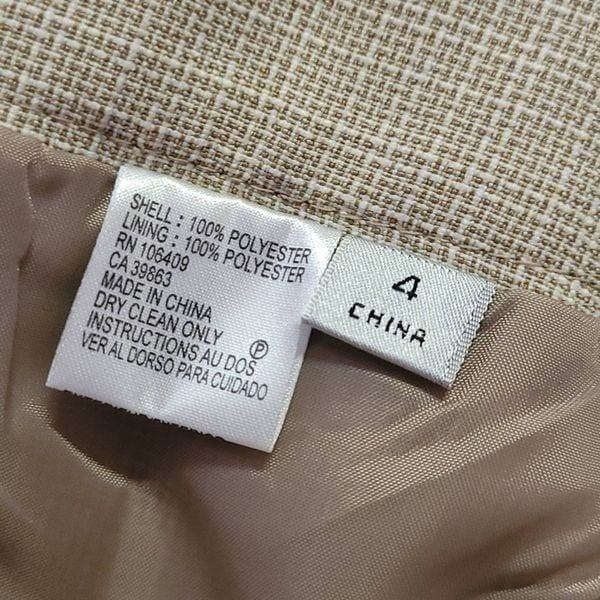 SHELL : 100% POLYESTER
LINING : 100% POLYESTER
RN 106409
CA 39863
MADE IN CHINA
DRY CLEAN ONLY
INSTRUCTIONS AU DOS
VER AL DORSO PARA CUIDADO
P
4
CHINA